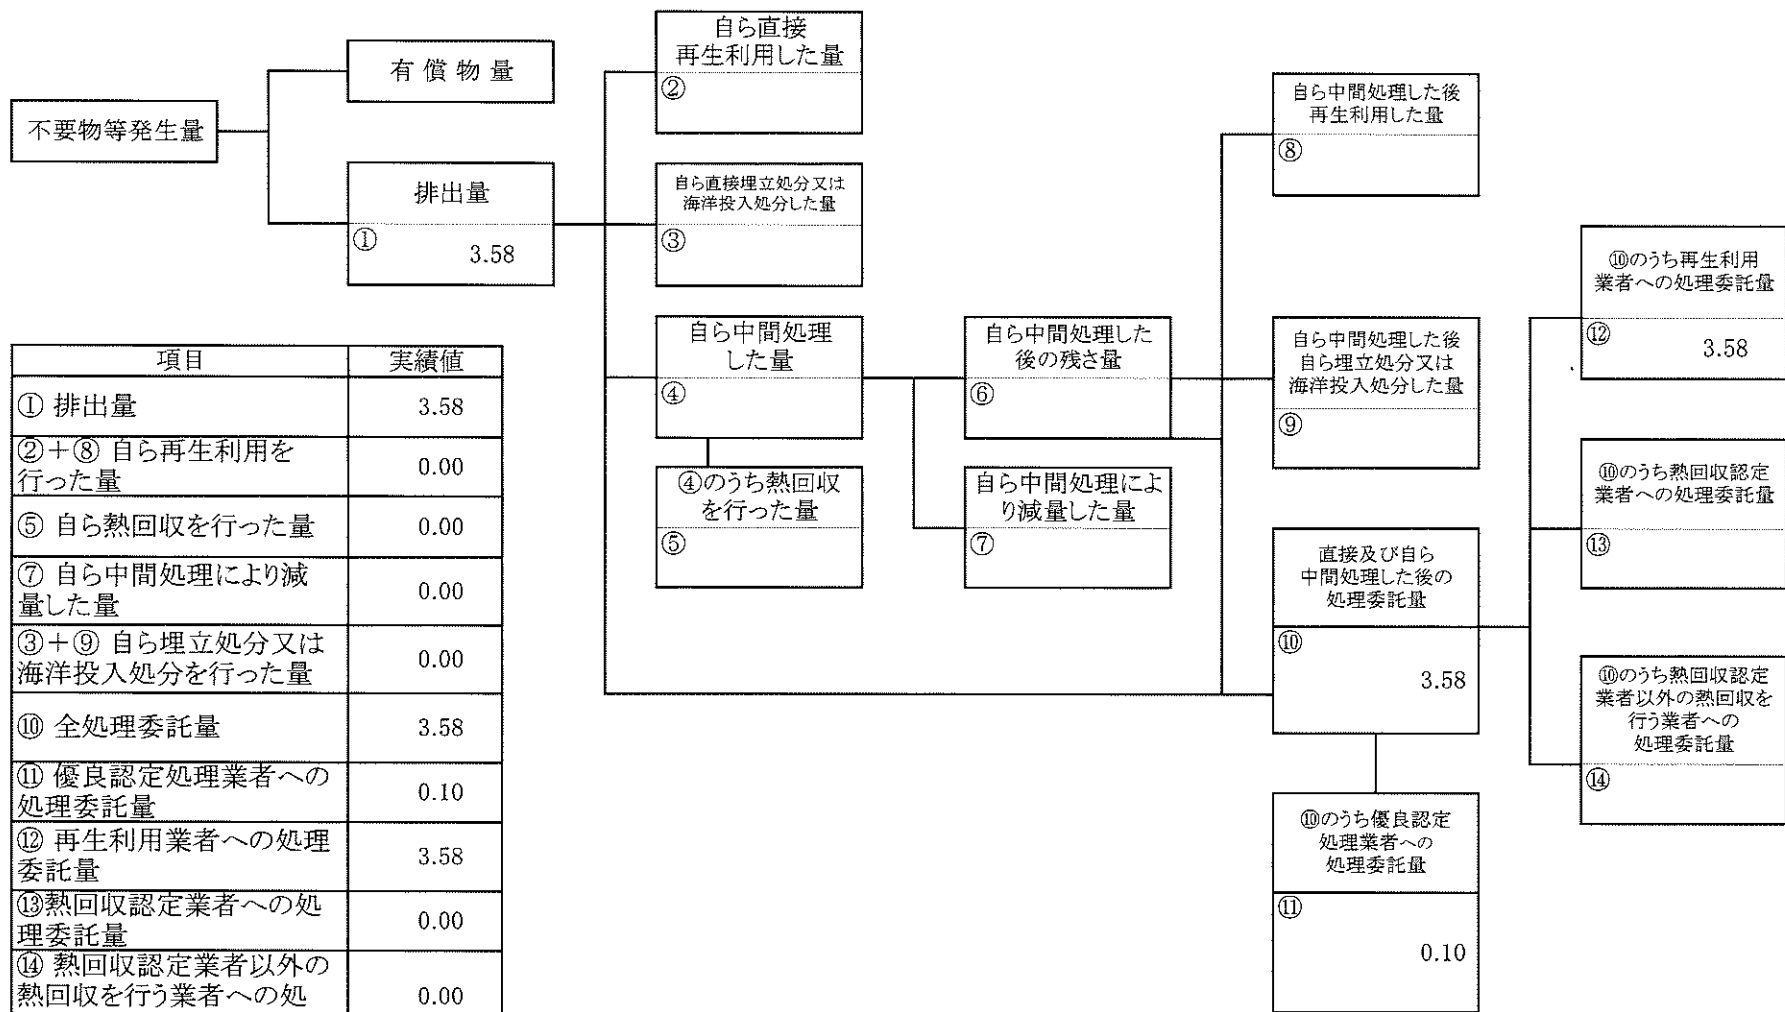 不要物等発生量
有償物量
排出量
①
3.58
自ら直接
再生利用した量
②
自ら直接埋立処分又は
海洋投入処分した量
③
自ら中間処理
した量
④
④のうち熱回収
を行った量
⑤
自ら中間処理した
後の残さ量
⑥
自ら中間処理によ
り減量した量
⑦
自ら中間処理した後
再生利用した量
⑧
自ら中間処理した後
自ら埋立処分又は
海洋投入処分した量
⑨
直接及び自ら
中間処理した後の
処理委託量
⑩
3.58
⑩のうち優良認定
処理業者への
処理委託量
⑪
0.10
⑩のうち再生利用
業者への処理委託量
⑫
3.58
⑩のうち熱回収認定
業者への処理委託量
⑬
⑩のうち熱回収認定
業者以外の熱回収を
行う業者への
処理委託量
⑭
項目 実績値
① 排出量 3.58
②+⑧ 自ら再生利用を
行った量 0.00
⑤ 自ら熱回収を行った量 0.00
⑦ 自ら中間処理により減
量した量 0.00
③+⑨ 自ら埋立処分又は
海洋投入処分を行った量 0.00
⑩ 全処理委託量 3.58
⑪ 優良認定処理業者への
処理委託量 0.10
⑫ 再生利用業者への処理
委託量 3.58
⑬熱回収認定業者への処
理委託量 0.00
⑭ 熱回収認定業者以外の
熱回収を行う業者への処 0.00